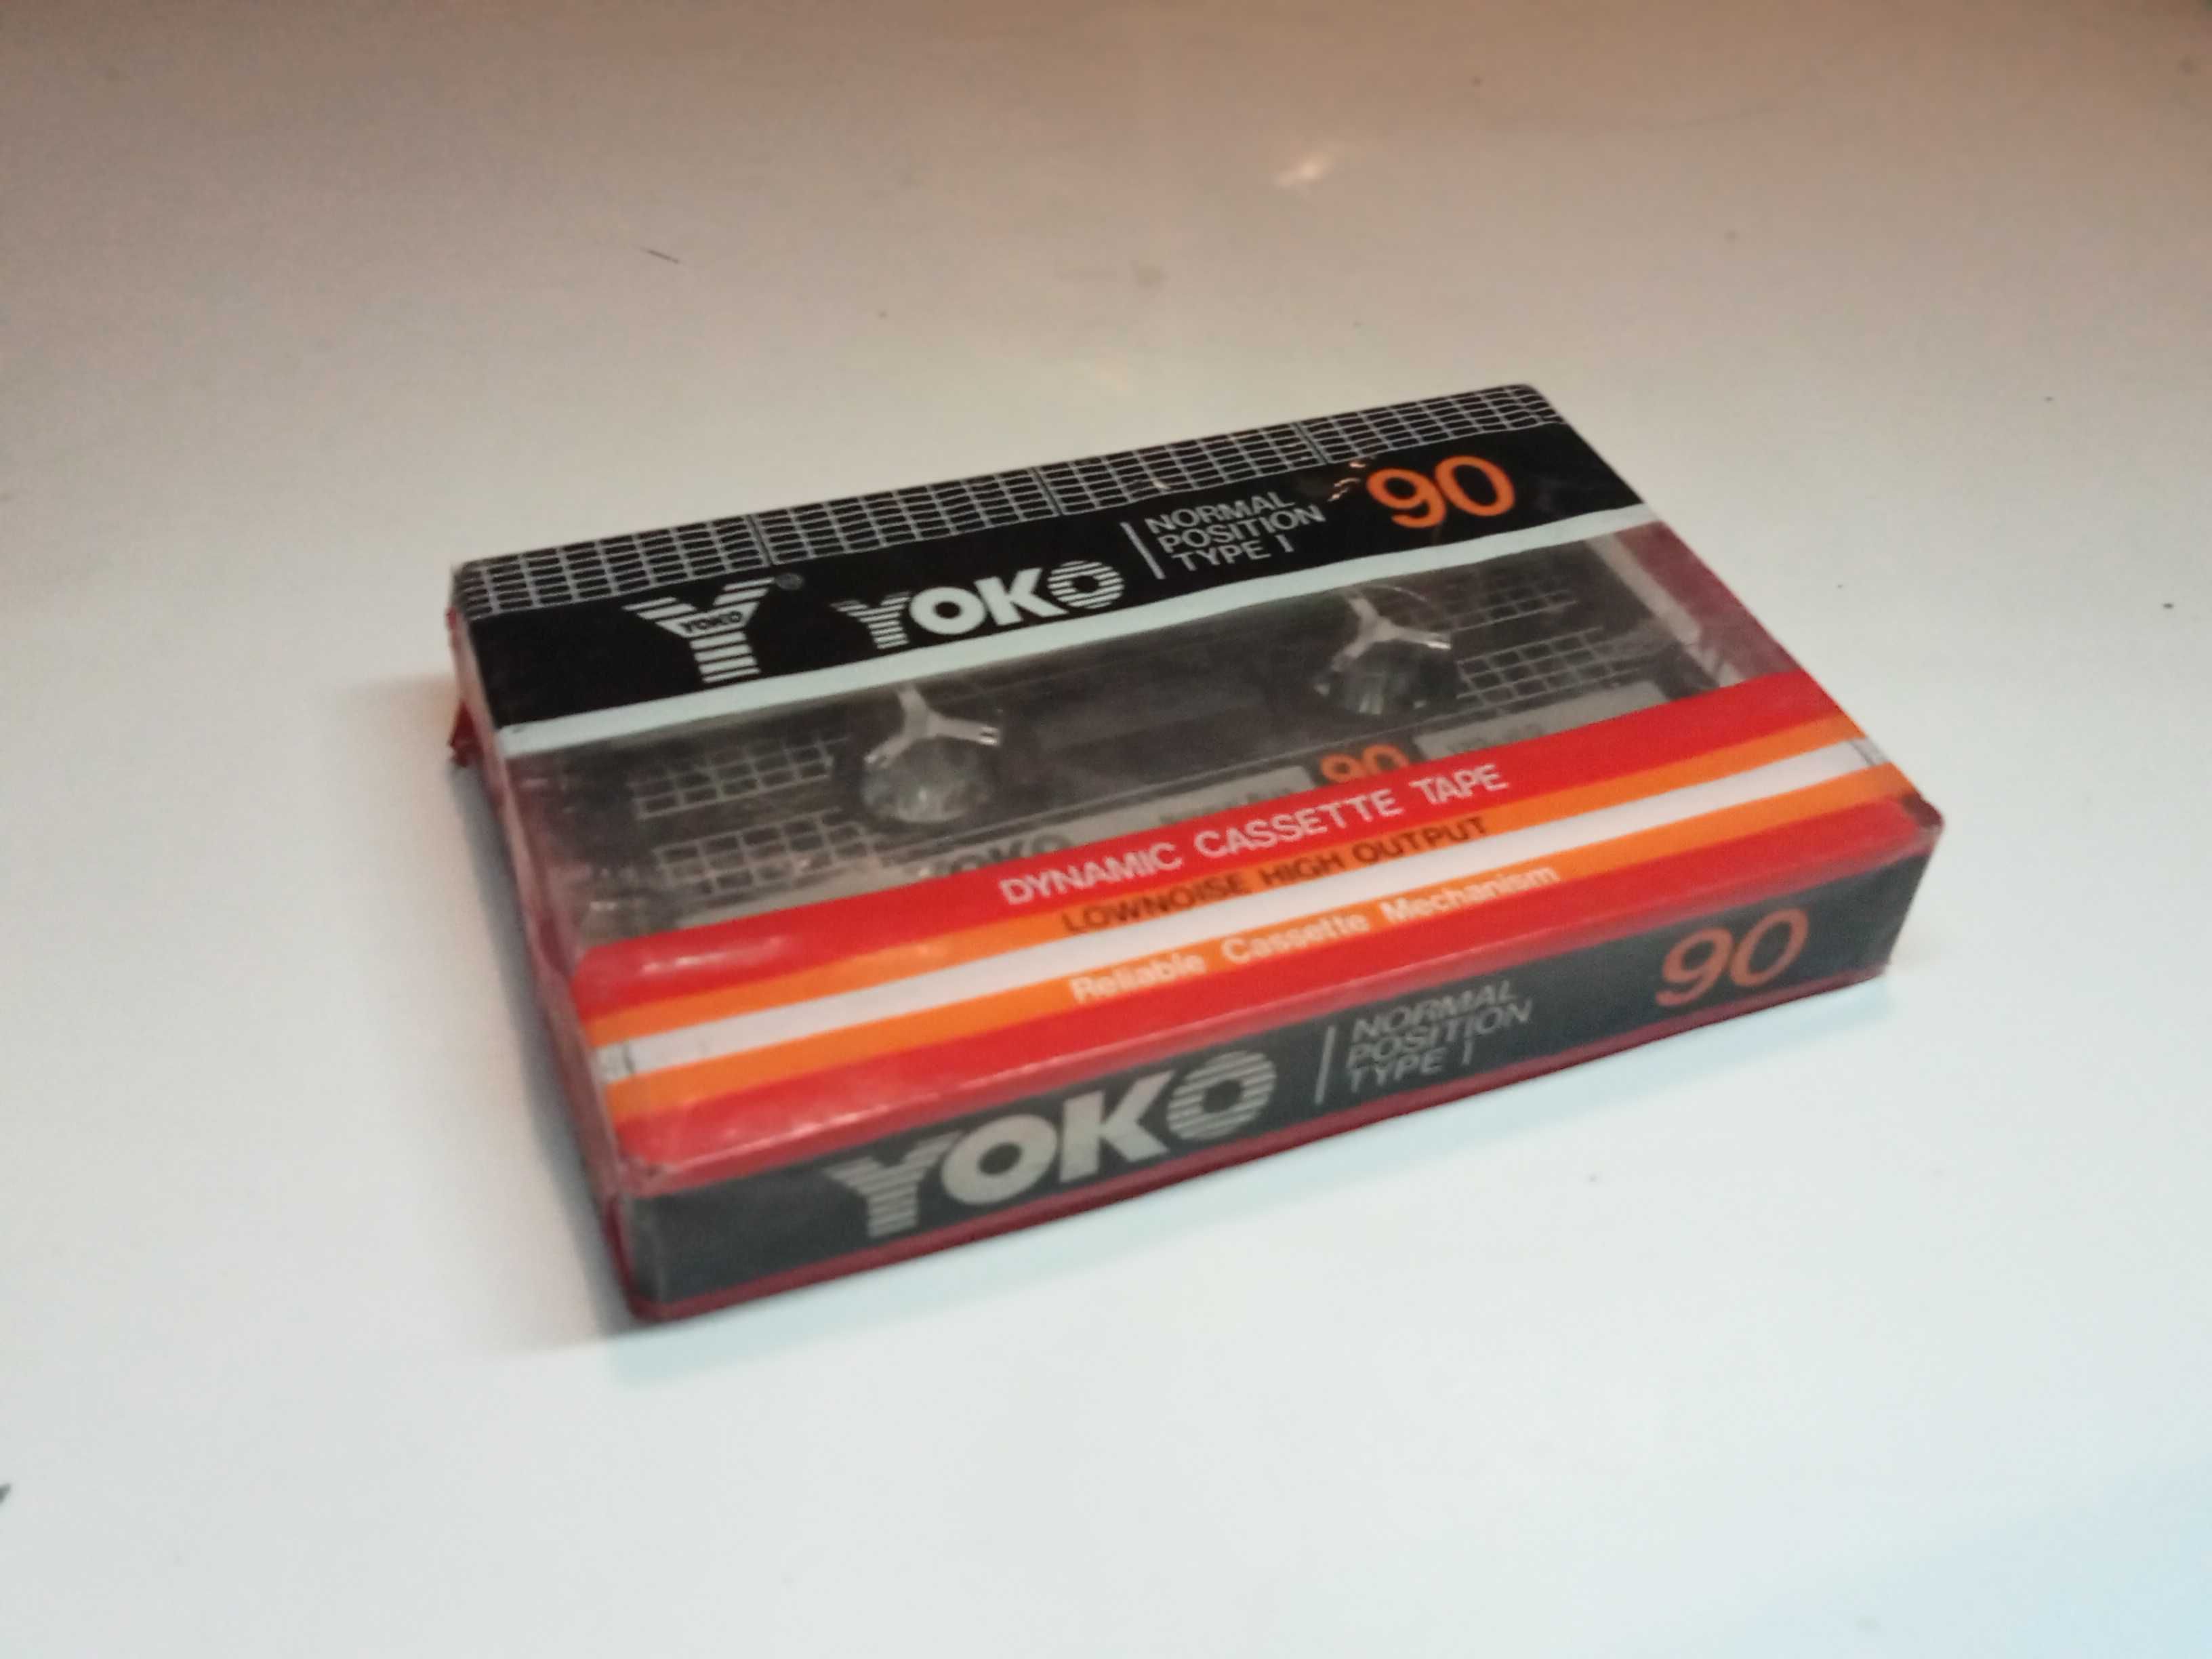 YOKO
YOKO
NORMAL
POSITION
TYPE I
90
90
YOKO
DYNAMIC CASSETTE TAPE
LOWNOISE HIGH OUTPUT
Reliable Cassette Mechanism
YOKO
NORMAL
POSITION
TYPE I
90